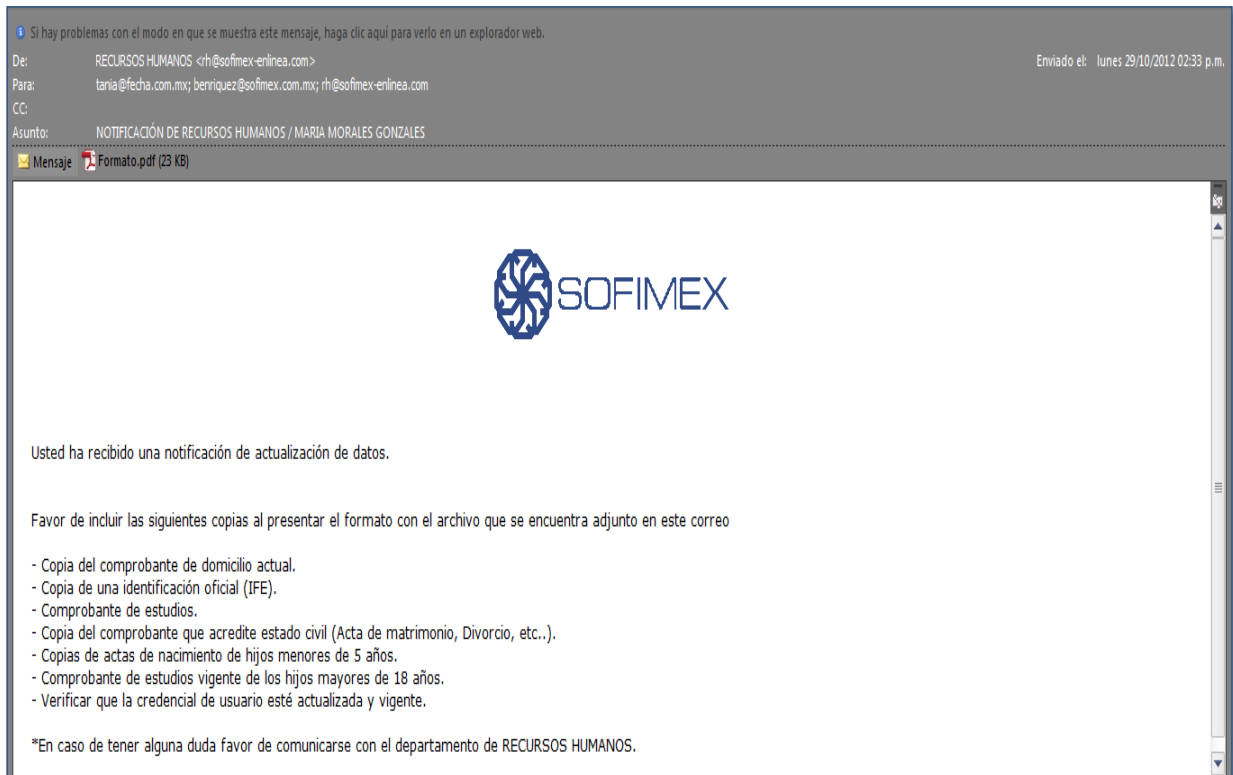 Si hay problemas con el modo en que se muestra este mensaje, haga clic aquí para verlo en un explorador web.
De: RECURSOS HUMANOS <rh@sofimex-enlinea.com> Enviado el: lunes 29/10/2012 02:33 p.m.
Para: tania@fecha.com.mx; benriquez@sofimex.com.mx; rh@sofimex-enlinea.com
CC:
Asunto: NOTIFICACIÓN DE RECURSOS HUMANOS / MARIA MORALES GONZALES
Mensaje Formato.pdf (23 KB)
SOFIMEX
Usted ha recibido una notificación de actualización de datos.
Favor de incluir las siguientes copias al presentar el formato con el archivo que se encuentra adjunto en este correo
- Copia del comprobante de domicilio actual.
- Copia de una identificación oficial (IFE).
- Comprobante de estudios.
- Copia del comprobante que acredite estado civil (Acta de matrimonio, Divorcio, etc..).
- Copias de actas de nacimiento de hijos menores de 5 años.
- Comprobante de estudios vigente de los hijos mayores de 18 años.
- Verificar que la credencial de usuario esté actualizada y vigente.
*En caso de tener alguna duda favor de comunicarse con el departamento de RECURSOS HUMANOS.